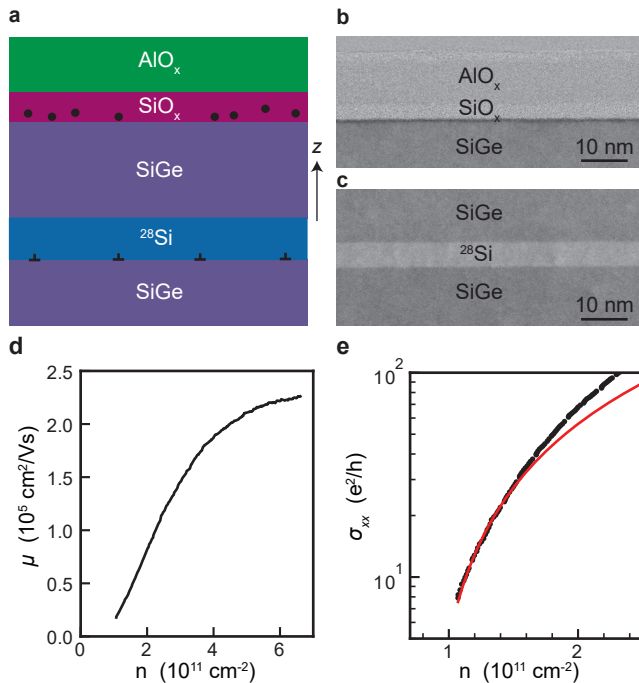 a
AlOₓ
SiOₓ
SiGe
z
²⁸Si
SiGe
b
AlOₓ
SiOₓ
SiGe
10 nm
c
SiGe
²⁸Si
SiGe
10 nm
d
2.5
2.0
1.5
1.0
0.5
0.0
μ (10⁵ cm²/Vs)
0 2 4 6
n (10¹¹ cm⁻²)
e
10²
10¹
σₓₓ (e²/h)
1 2
n (10¹¹ cm⁻²)